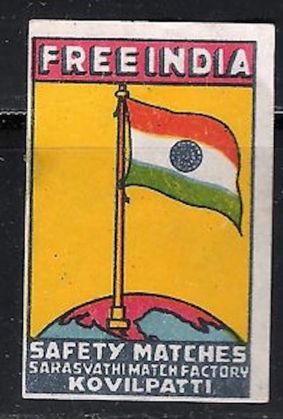 FREE INDIA
SAFETY MATCHES
SARASVATHI MATCH FACTORY
KOVILPATTI